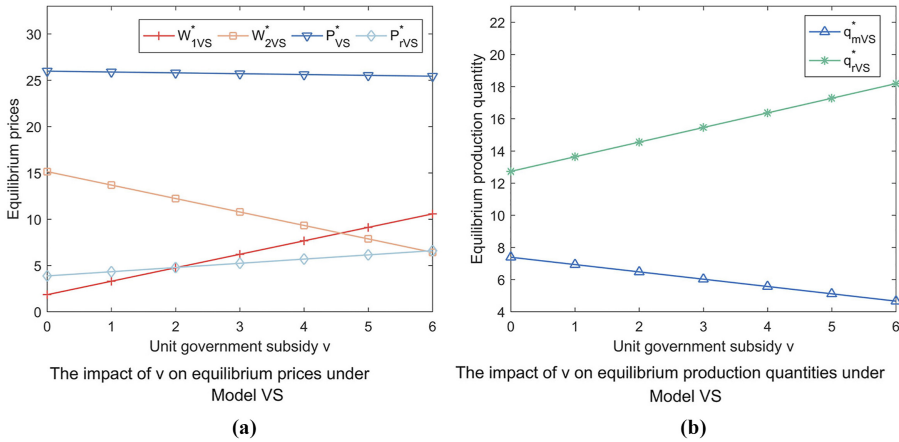 W*1VS W*2VS P*VS P*rVS
30
25
20
15
10
5
0
Equilibrium prices
0 1 2 3 4 5 6
Unit government subsidy v
The impact of v on equilibrium prices under
Model VS
(a)
q*mVS
q*rVS
22
20
18
16
14
12
10
8
6
4
Equilibrium production quantity
0 1 2 3 4 5 6
Unit government subsidy v
The impact of v on equilibrium production quantities under
Model VS
(b)